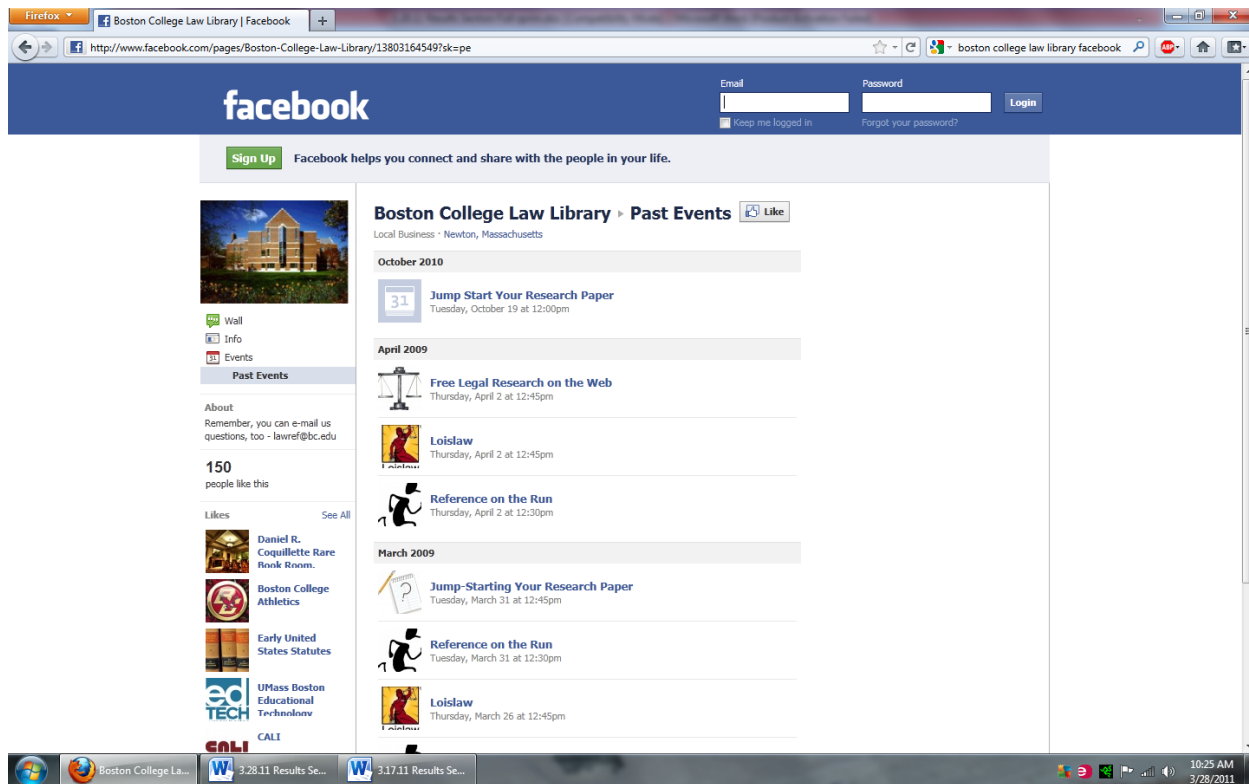 Firefox
Boston College Law Library | Facebook
+
http://www.facebook.com/pages/Boston-College-Law-Library/13803164549?sk=pe
boston college law library facebook
ABP
facebook
Email
Password
Login
Keep me logged in
Forgot your password?
Sign Up
Facebook helps you connect and share with the people in your life.
Boston College Law Library ▸ Past Events
Like
Local Business · Newton, Massachusetts
October 2010
31
Jump Start Your Research Paper
Tuesday, October 19 at 12:00pm
Wall
Info
31
Events
Past Events
April 2009
Free Legal Research on the Web
Thursday, April 2 at 12:45pm
About
Remember, you can e-mail us
questions, too - lawref@bc.edu
Loislaw
Thursday, April 2 at 12:45pm
Loislaw
150
people like this
Reference on the Run
Thursday, April 2 at 12:30pm
Likes
See All
Daniel R.
Coquillette Rare
Book Room.
March 2009
Jump-Starting Your Research Paper
Tuesday, March 31 at 12:45pm
?
Boston College
Athletics
Early United
States Statutes
Reference on the Run
Tuesday, March 31 at 12:30pm
ed
TECH
UMass Boston
Educational
Technology
Loislaw
Thursday, March 26 at 12:45pm
Loislaw
CALI
CALI
Boston College La...
3.28.11 Results Se...
3.17.11 Results Se...
10:25 AM
3/28/2011